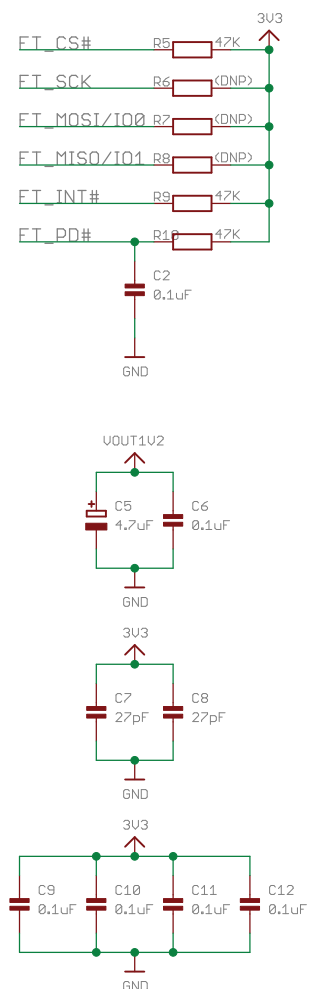 3V3
FT_CS# R5 47K
FT_SCK R6 (DNP)
FT_MOSI/IO0 R7 (DNP)
FT_MISO/IO1 R8 (DNP)
FT_INT# R9 47K
FT_PD# R10 47K
C2
0.1uF
GND
VOUT1V2
+
C5 C6
4.7uF 0.1uF
GND
3V3
C7 C8
27pF 27pF
GND
3V3
C9 C10 C11 C12
0.1uF 0.1uF 0.1uF 0.1uF
GND